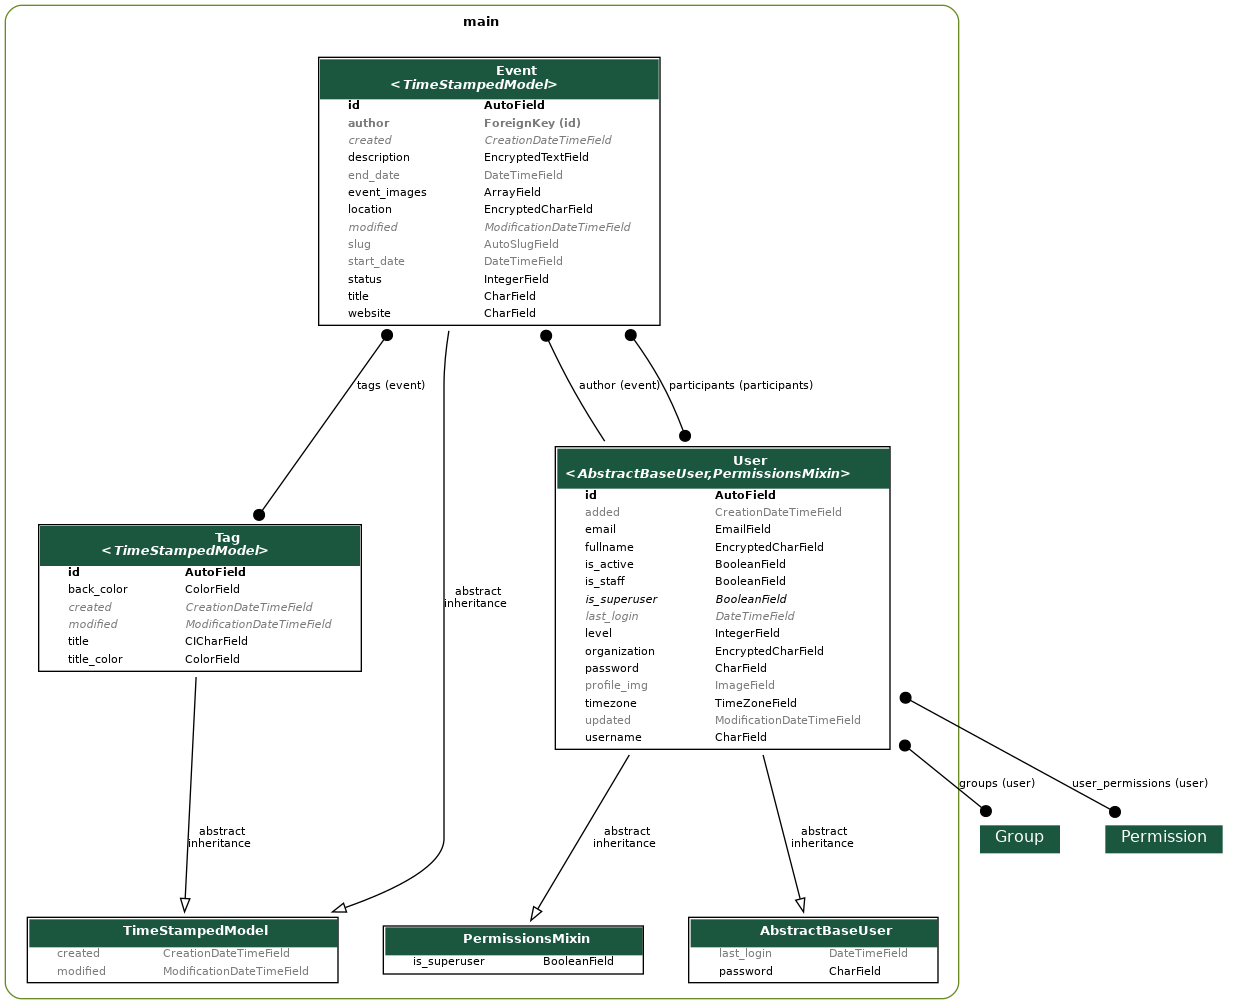 main
Event
<TimeStampedModel>
id AutoField
author ForeignKey (id)
created CreationDateTimeField
description EncryptedTextField
end_date DateTimeField
event_images ArrayField
location EncryptedCharField
modified ModificationDateTimeField
slug AutoSlugField
start_date DateTimeField
status IntegerField
title CharField
website CharField
tags (event)
author (event)
participants (participants)
User
<AbstractBaseUser,PermissionsMixin>
id AutoField
added CreationDateTimeField
email EmailField
fullname EncryptedCharField
is_active BooleanField
is_staff BooleanField
is_superuser BooleanField
last_login DateTimeField
level IntegerField
organization EncryptedCharField
password CharField
profile_img ImageField
timezone TimeZoneField
updated ModificationDateTimeField
username CharField
Tag
<TimeStampedModel>
id AutoField
back_color ColorField
created CreationDateTimeField
modified ModificationDateTimeField
title CICharField
title_color ColorField
abstract
inheritance
groups (user)
user_permissions (user)
abstract
inheritance
abstract
inheritance
abstract
inheritance
Group
Permission
TimeStampedModel
created CreationDateTimeField
modified ModificationDateTimeField
PermissionsMixin
is_superuser BooleanField
AbstractBaseUser
last_login DateTimeField
password CharField